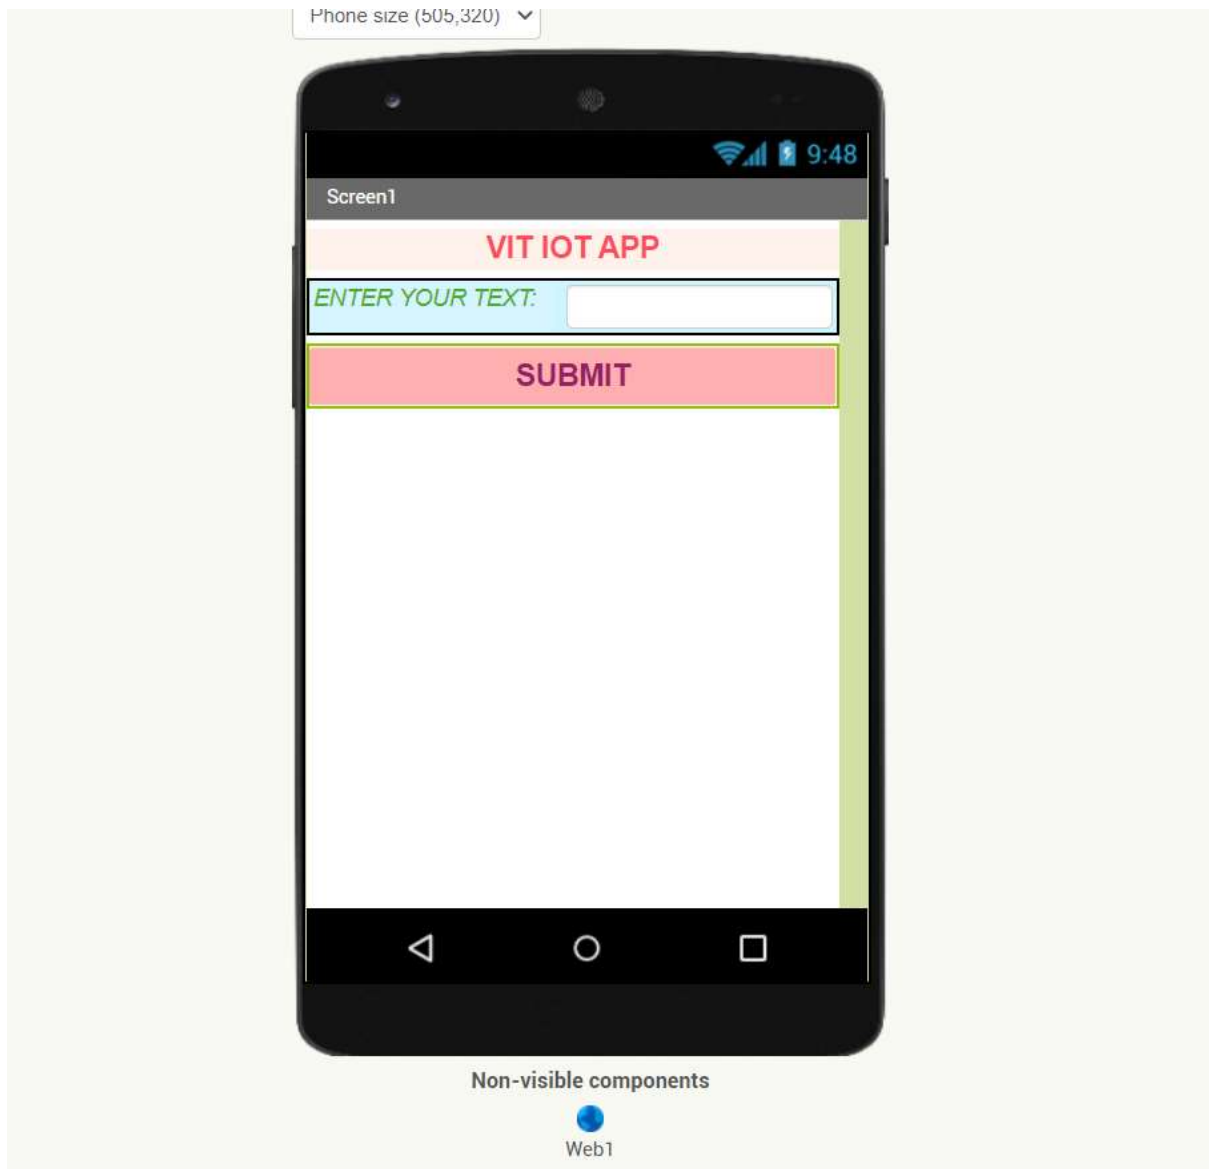 Phone size (505,320)
9:48
Screen1
VIT IOT APP
ENTER YOUR TEXT:
SUBMIT
Non-visible components
Web1